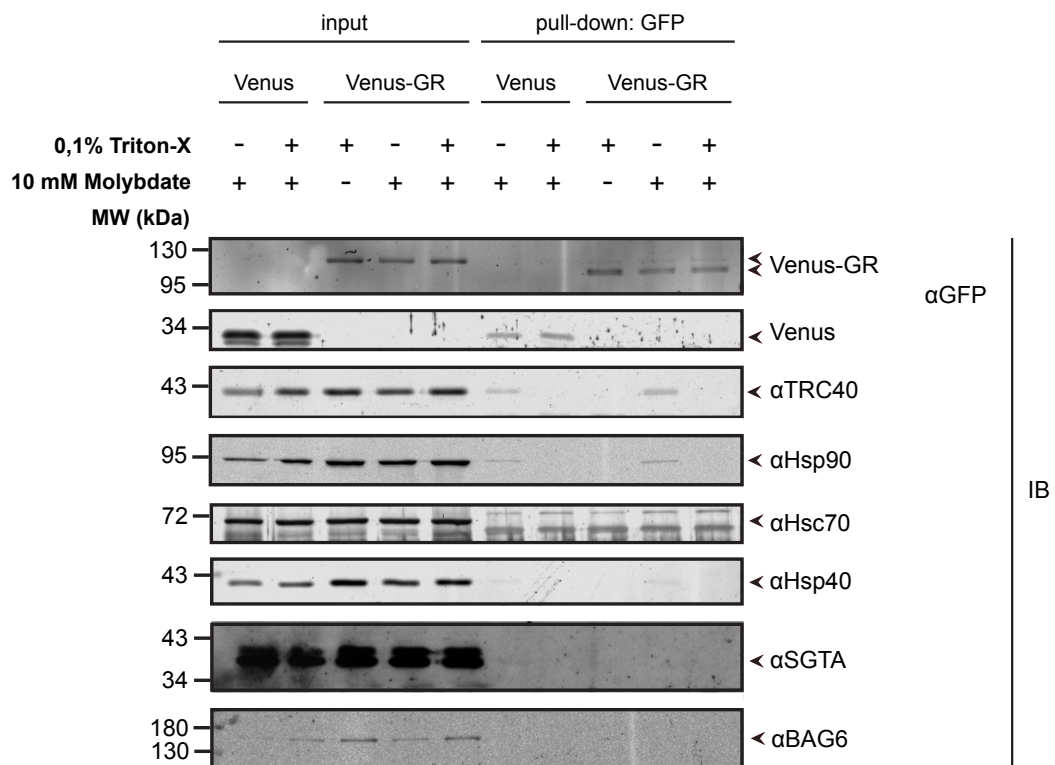 input pull-down: GFP
Venus Venus-GR Venus Venus-GR
0,1% Triton-X - + + - + - + + - +
10 mM Molybdate + + - + + + + - + +
MW (kDa)
130
95
Venus-GR
αGFP
34
Venus
43
αTRC40
95
αHsp90
IB
72
αHsc70
43
αHsp40
43
34
αSGTA
180
130
αBAG6